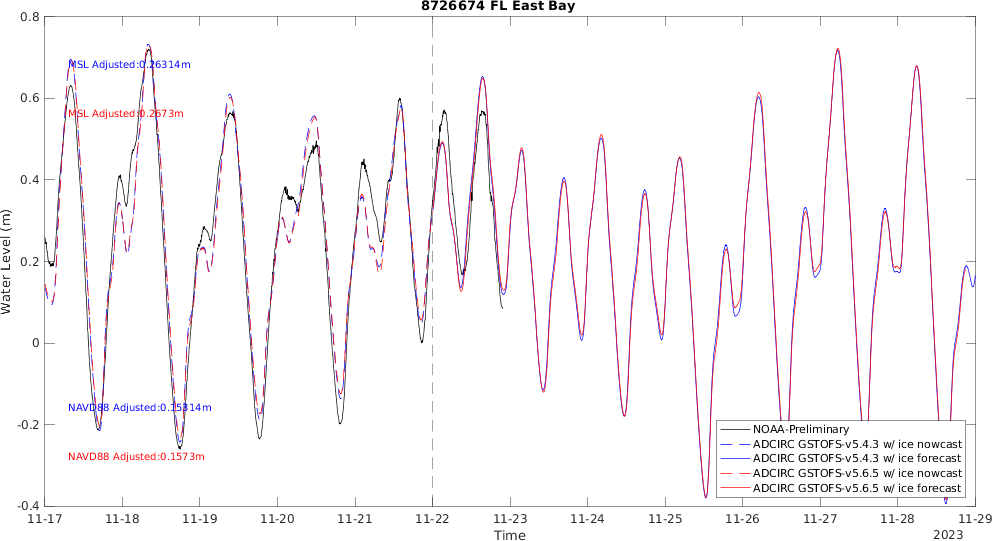 8726674 FL East Bay
Water Level (m)
0.8
0.6
0.4
0.2
0
-0.2
-0.4
MSL Adjusted:0.26314m
MSL Adjusted:0.2673m
NAVD88 Adjusted:0.15314m
NAVD88 Adjusted:0.1573m
NOAA-Preliminary
ADCIRC GSTOFS-v5.4.3 w/ ice nowcast
ADCIRC GSTOFS-v5.4.3 w/ ice forecast
ADCIRC GSTOFS-v5.6.5 w/ ice nowcast
ADCIRC GSTOFS-v5.6.5 w/ ice forecast
11-17 11-18 11-19 11-20 11-21 11-22 11-23 11-24 11-25 11-26 11-27 11-28 11-29
Time
2023